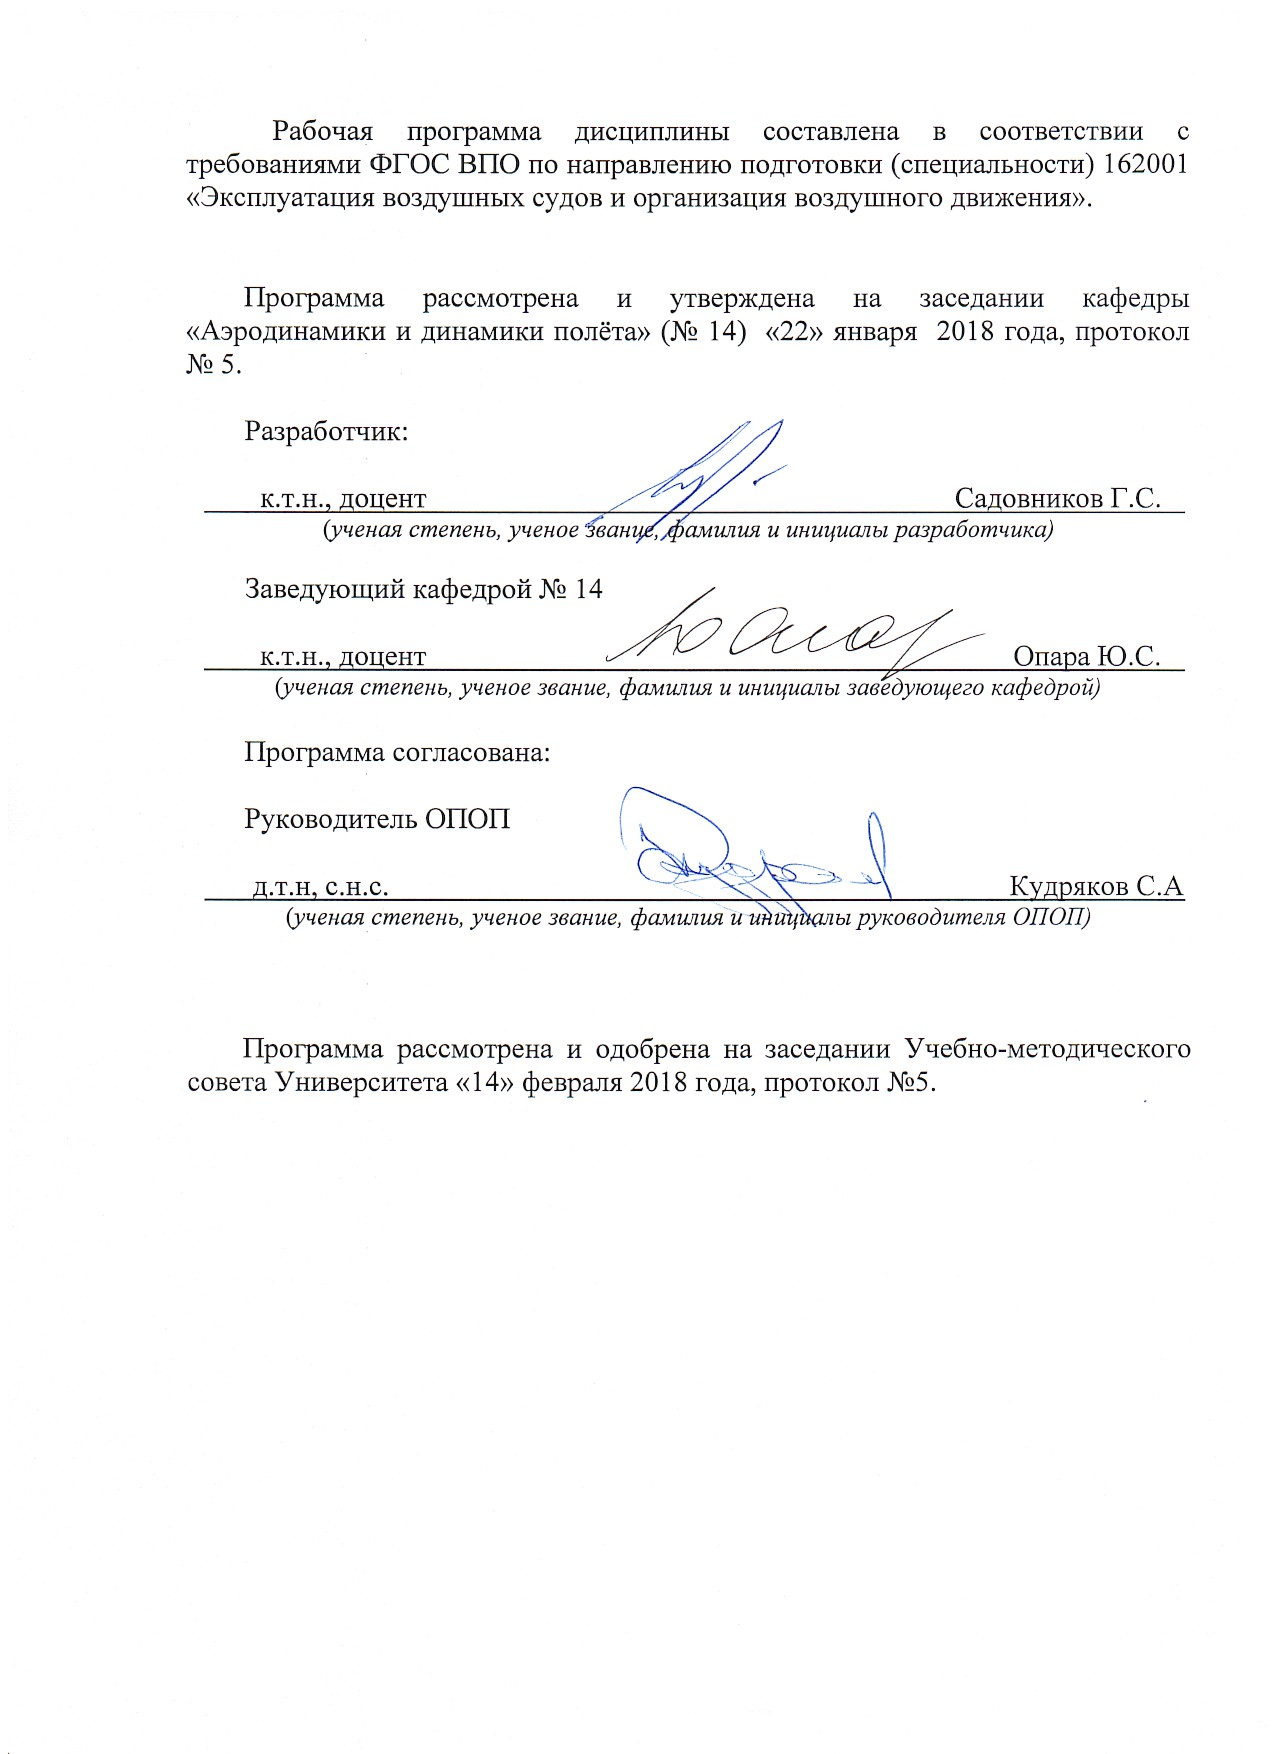 Рабочая программа дисциплины составлена в соответствии с
требованиями ФГОС ВПО по направлению подготовки (специальности) 162001
«Эксплуатация воздушных судов и организация воздушного движения».
Программа рассмотрена и утверждена на заседании кафедры
«Аэродинамики и динамики полёта» (№ 14) «22» января 2018 года, протокол
№ 5.
Разработчик:
к.т.н., доцент Садовников Г.С.
(ученая степень, ученое звание, фамилия и инициалы разработчика)
Заведующий кафедрой № 14
к.т.н., доцент Опара Ю.С.
(ученая степень, ученое звание, фамилия и инициалы заведующего кафедрой)
Программа согласована:
Руководитель ОПОП
д.т.н, с.н.с. Кудряков С.А
(ученая степень, ученое звание, фамилия и инициалы руководителя ОПОП)
Программа рассмотрена и одобрена на заседании Учебно-методического
совета Университета «14» февраля 2018 года, протокол №5.